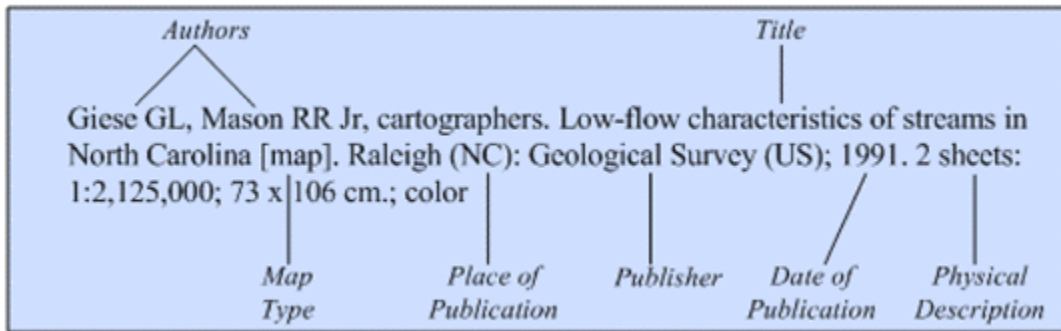 Authors Title
Giese GL, Mason RR Jr, cartographers. Low-flow characteristics of streams in
North Carolina [map]. Raleigh (NC): Geological Survey (US); 1991. 2 sheets:
1:2,125,000; 73 x 106 cm.; color
Map Place of Publisher Date of Physical
Type Publication Publication Description